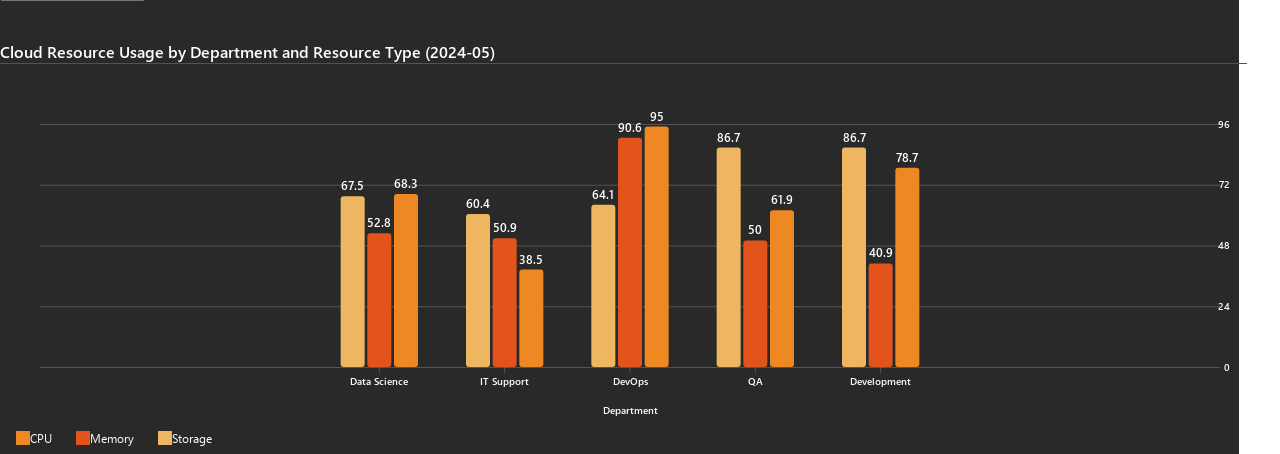 Cloud Resource Usage by Department and Resource Type (2024-05)
95
90.6
86.7
86.7
78.7
67.5
68.3
64.1
60.4
61.9
52.8
50.9
50
40.9
38.5
96
72
48
24
0
Data Science
IT Support
DevOps
QA
Development
Department
CPU
Memory
Storage